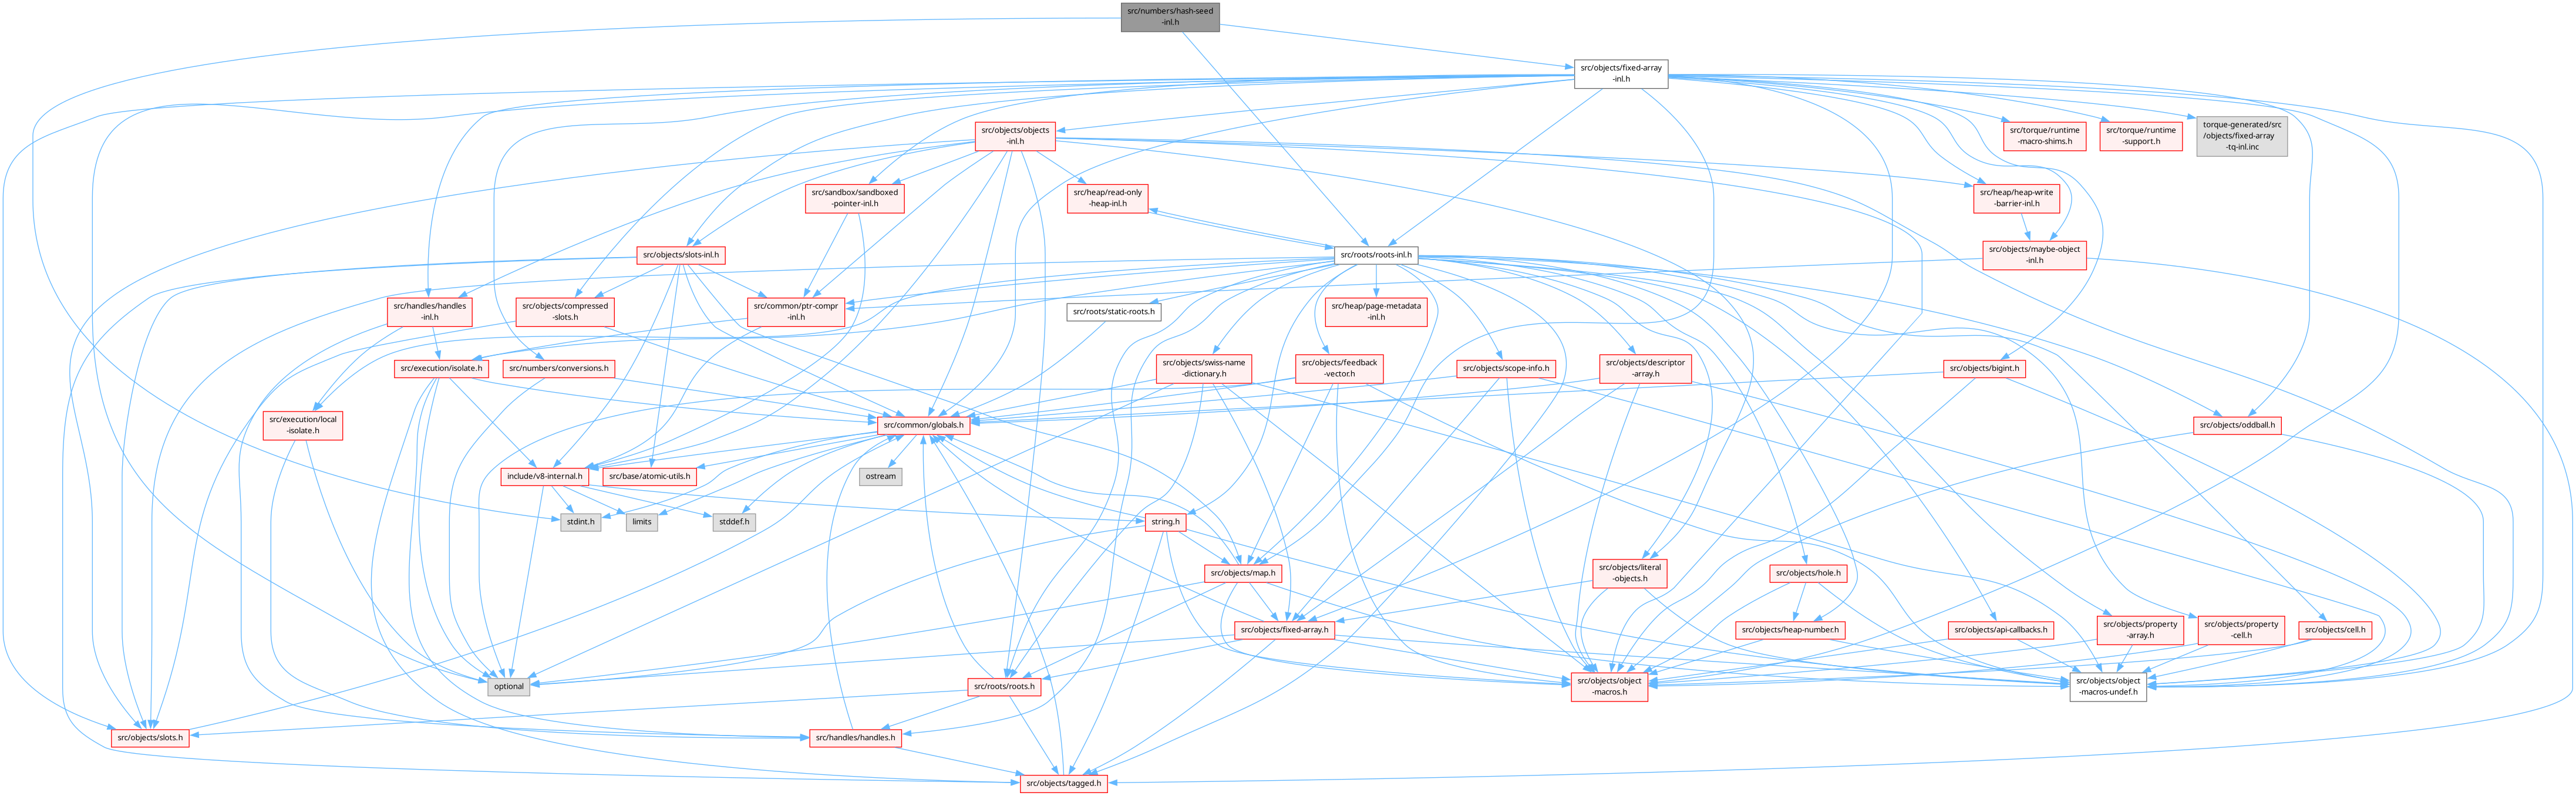 src/numbers/hash-seed
-inl.h
src/objects/fixed-array
-inl.h
src/objects/objects
-inl.h
src/torque/runtime
-macro-shims.h
src/torque/runtime
-support.h
torque-generated/src
/objects/fixed-array
-tq-inl.inc
src/sandbox/sandboxed
-pointer-inl.h
src/heap/read-only
-heap-inl.h
src/heap/heap-write
-barrier-inl.h
src/objects/slots-inl.h
src/roots/roots-inl.h
src/objects/maybe-object
-inl.h
src/handles/handles
-inl.h
src/objects/compressed
-slots.h
src/common/ptr-compr
-inl.h
src/roots/static-roots.h
src/heap/page-metadata
-inl.h
src/execution/isolate.h
src/numbers/conversions.h
src/objects/swiss-name
-dictionary.h
src/objects/feedback
-vector.h
src/objects/scope-info.h
src/objects/descriptor
-array.h
src/objects/bigint.h
src/execution/local
-isolate.h
src/common/globals.h
src/objects/oddball.h
include/v8-internal.h
src/base/atomic-utils.h
ostream
stdint.h
limits
stddef.h
string.h
src/objects/map.h
src/objects/literal
-objects.h
src/objects/hole.h
src/objects/fixed-array.h
src/objects/heap-number.h
src/objects/api-callbacks.h
src/objects/property
-array.h
src/objects/property
-cell.h
src/objects/cell.h
optional
src/roots/roots.h
src/objects/object
-macros.h
src/objects/object
-macros-undef.h
src/objects/slots.h
src/handles/handles.h
src/objects/tagged.h